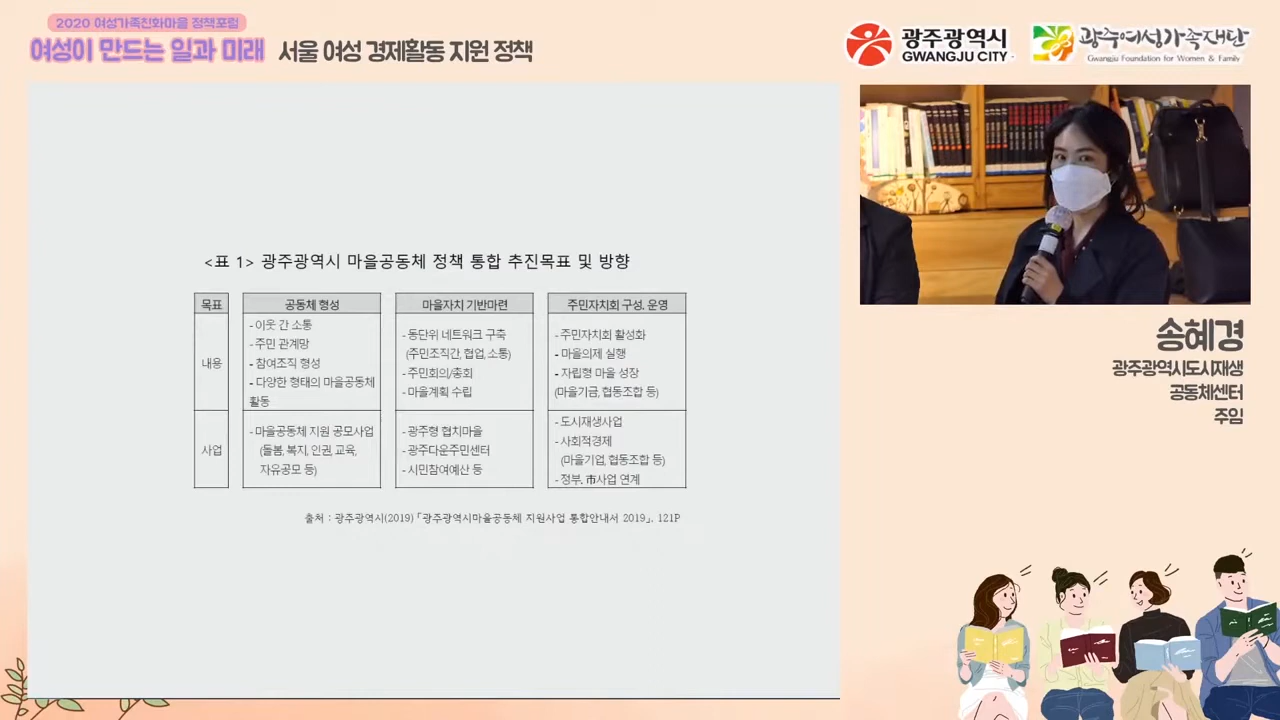 2020 여성가족친화마을 정책포럼
여성이 만드는 일과 미래 서울 여성 경제활동 지원 정책
광주광역시
GWANGJU CITY
광주여성가족재단
Gwangju Foundation for Women & Family
<표 1> 광주광역시 마을공동체 정책 통합 추진목표 및 방향
목표 공동체 형성 마을자치 기반마련 주민자치회 구성, 운영
내용
- 이웃 간 소통
- 주민 관계망
- 참여조직 형성
- 다양한 형태의 마을공동체
활동
- 동단위 네트워크 구축
(주민조직간, 협업, 소통)
- 주민회의/총회
- 마을계획 수립
- 주민자치회 활성화
- 마을의제 실행
- 자립형 마을 성장
(마을기금, 협동조합 등)
사업
- 마을공동체 지원 공모사업
(돌봄, 복지, 인권, 교육,
자유공모 등)
- 광주형 협치마을
- 광주다운주민센터
- 시민참여예산 등
- 도시재생사업
- 사회적경제
(마을기업, 협동조합 등)
- 정부, 市사업 연계
출처 : 광주광역시(2019)「광주광역시마을공동체 지원사업 통합안내서 2019」, 121P
송혜경
광주광역시도시재생
공동체센터
주임